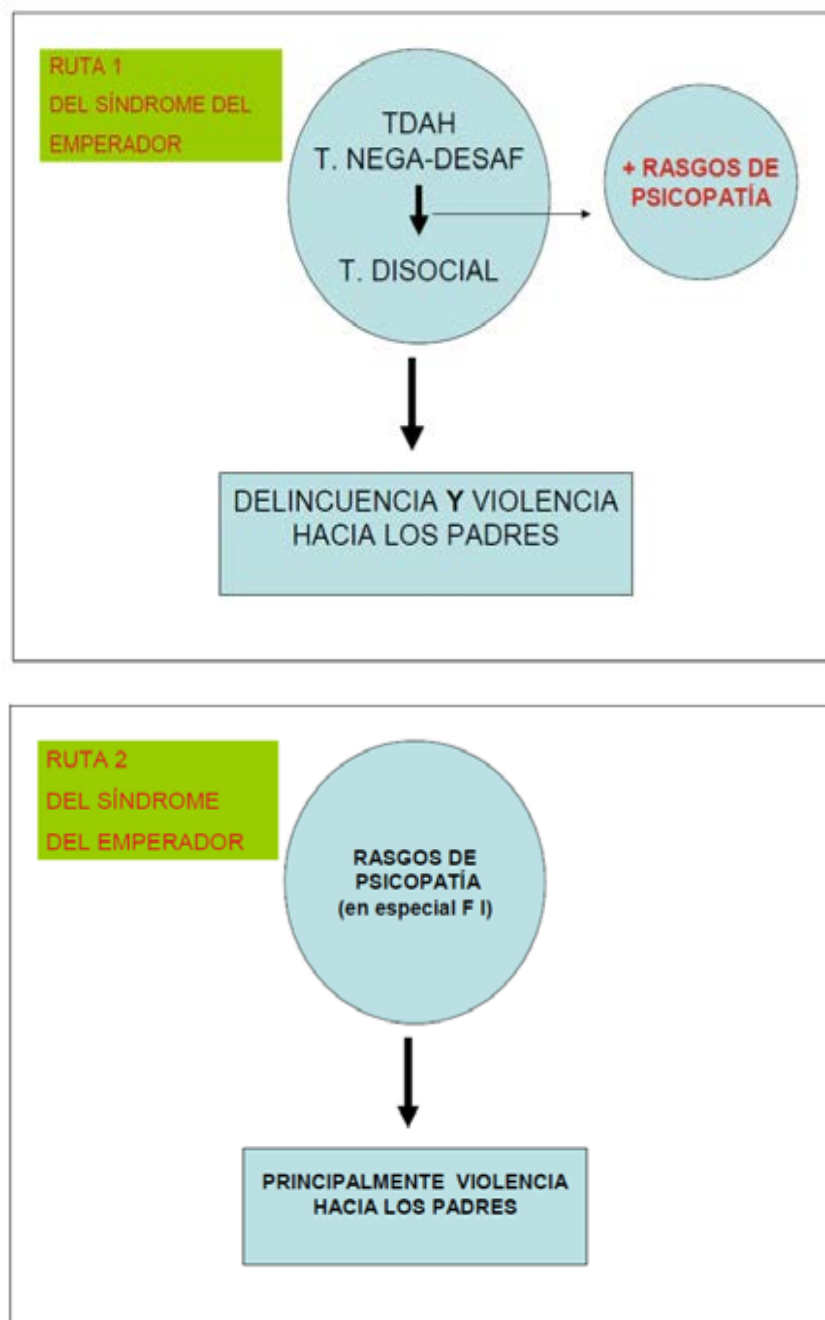 RUTA 1
DEL SÍNDROME DEL
EMPERADOR
TDAH
T. NEGA-DESAF
T. DISOCIAL
+ RASGOS DE
PSICOPATÍA
DELINCUENCIA Y VIOLENCIA
HACIA LOS PADRES
RUTA 2
DEL SÍNDROME
DEL EMPERADOR
RASGOS DE
PSICOPATÍA
(en especial F I)
PRINCIPALMENTE VIOLENCIA
HACIA LOS PADRES